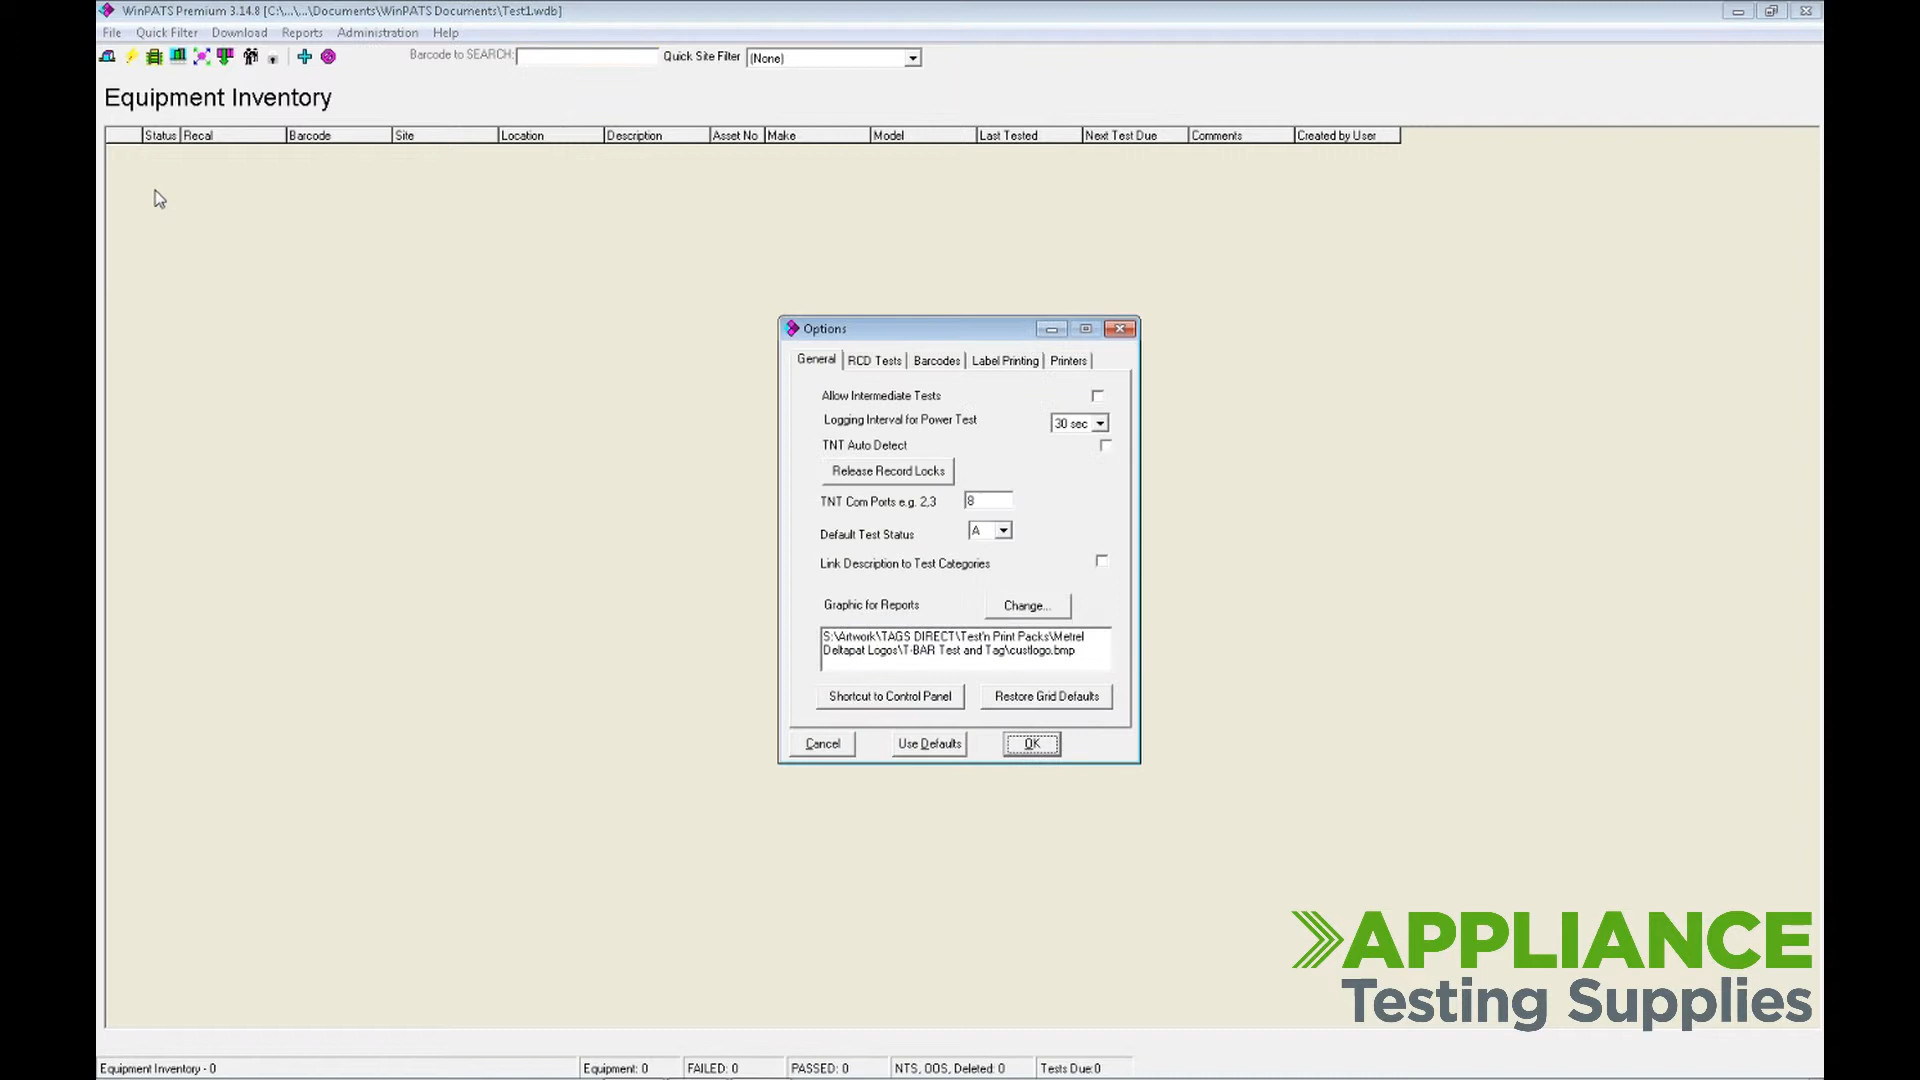 WinPATS Premium 3.14.8 [C:\...\...\Documents\WinPATS Documents\Test1.wdb]
File Quick Filter Download Reports Administration Help
Barcode to SEARCH: Quick Site Filter (None)
Equipment Inventory
Status Recal Barcode Site Location Description Asset No Make Model Last Tested Next Test Due Comments Created by User
Options
General RCD Tests Barcodes Label Printing Printers
Allow Intermediate Tests
Logging Interval for Power Test 30 sec
TNT Auto Detect
Release Record Locks
TNT Com Ports e.g. 2,3 8
Default Test Status A
Link Description to Test Categories
Graphic for Reports Change...
S:\Artwork\TAGS DIRECT\Test'n Print Packs\Metrel
Deltapat Logos\T-BAR Test and Tag\custlogo.bmp
Shortcut to Control Panel Restore Grid Defaults
Cancel Use Defaults OK
APPLIANCE
Testing Supplies
Equipment Inventory - 0 Equipment: 0 FAILED: 0 PASSED: 0 NTS, OOS, Deleted: 0 Tests Due:0